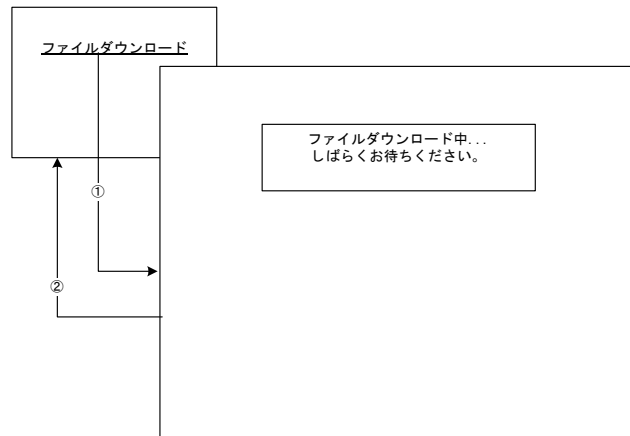 ファイルダウンロード
ファイルダウンロード中...
しばらくお待ちください。
①
②